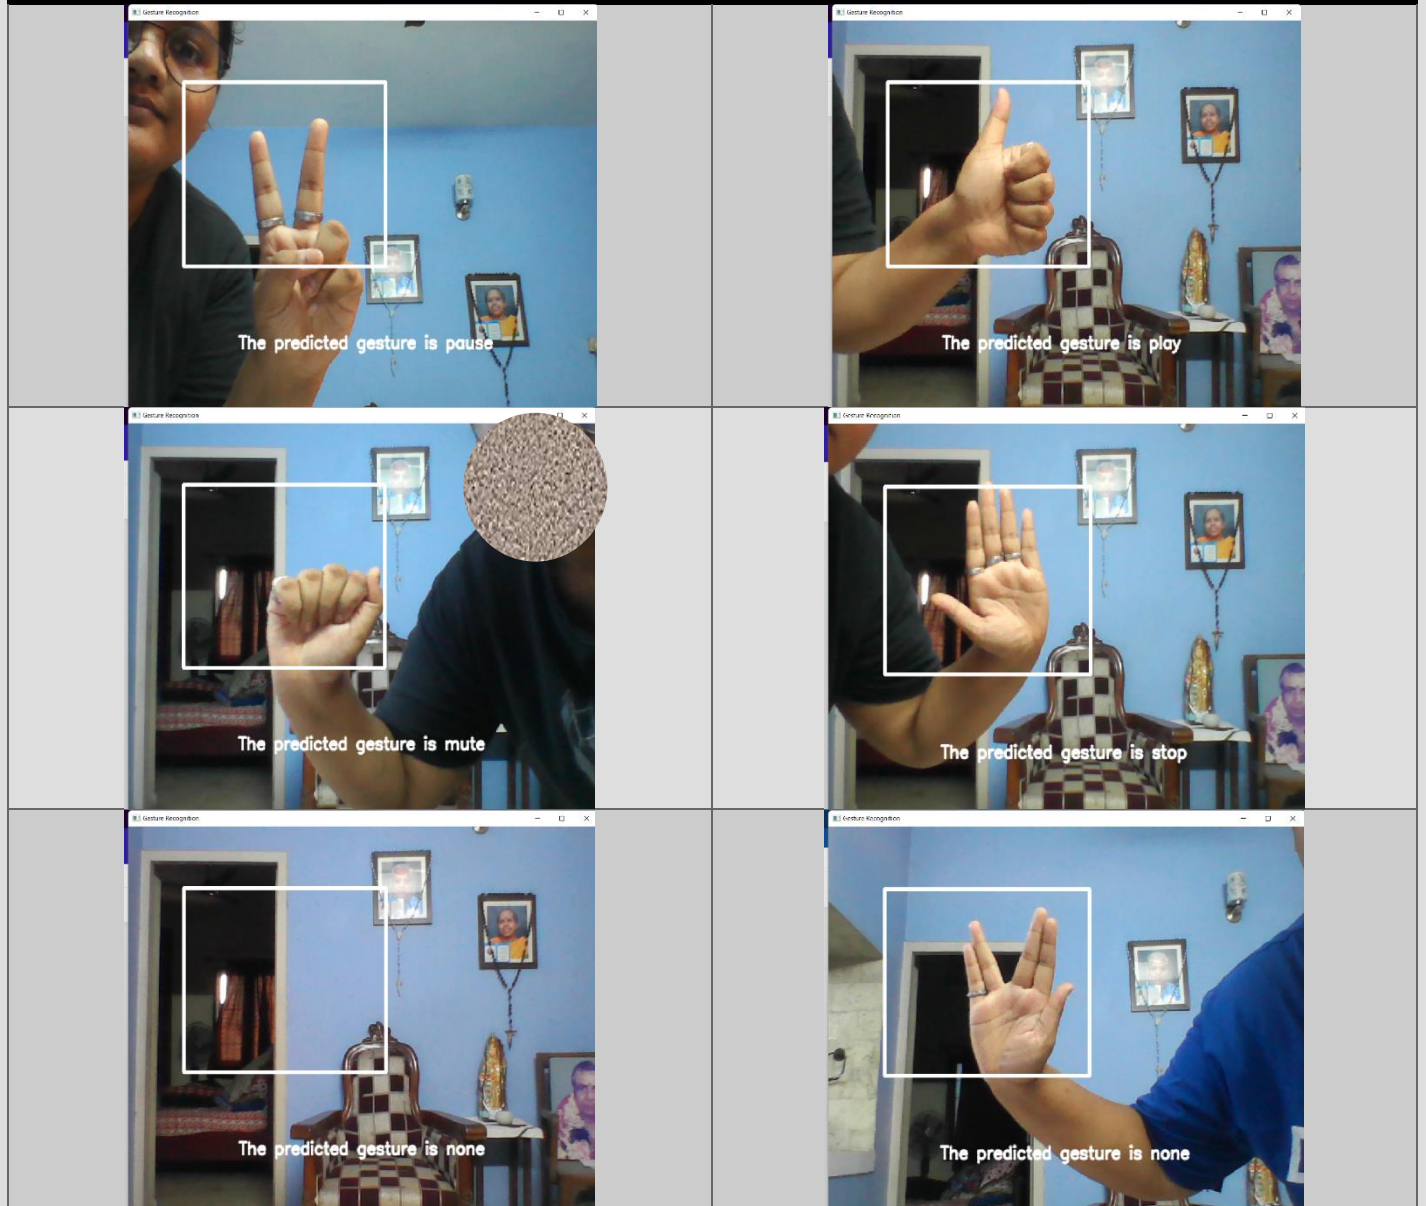 Gesture Recognition
Gesture Recognition
The predicted gesture is pause
The predicted gesture is play
Gesture Recognition
Gesture Recognition
The predicted gesture is mute
The predicted gesture is stop
Gesture Recognition
Gesture Recognition
The predicted gesture is none
The predicted gesture is none